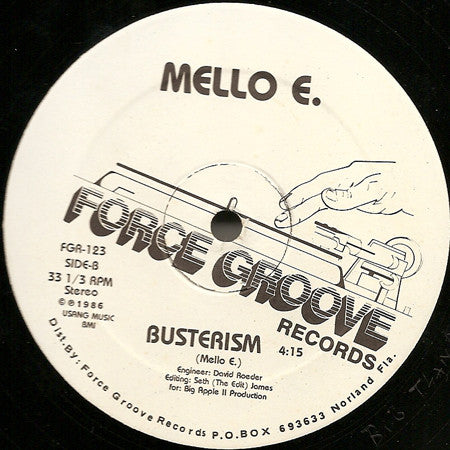 MELLO E.
FORCE GROOVE
RECORDS
FGR-123
SIDE-B
33 1/3 RPM
Stereo
© ℗ 1986
USANG MUSIC
BMI
BUSTERISM 4:15
(Mello E.)
Engineer: David Roeder
Editing: Seth (The Edit) James
for: Big Apple II Production
Dist. By: Force Groove Records P.O.BOX 693633 Norland Fla.